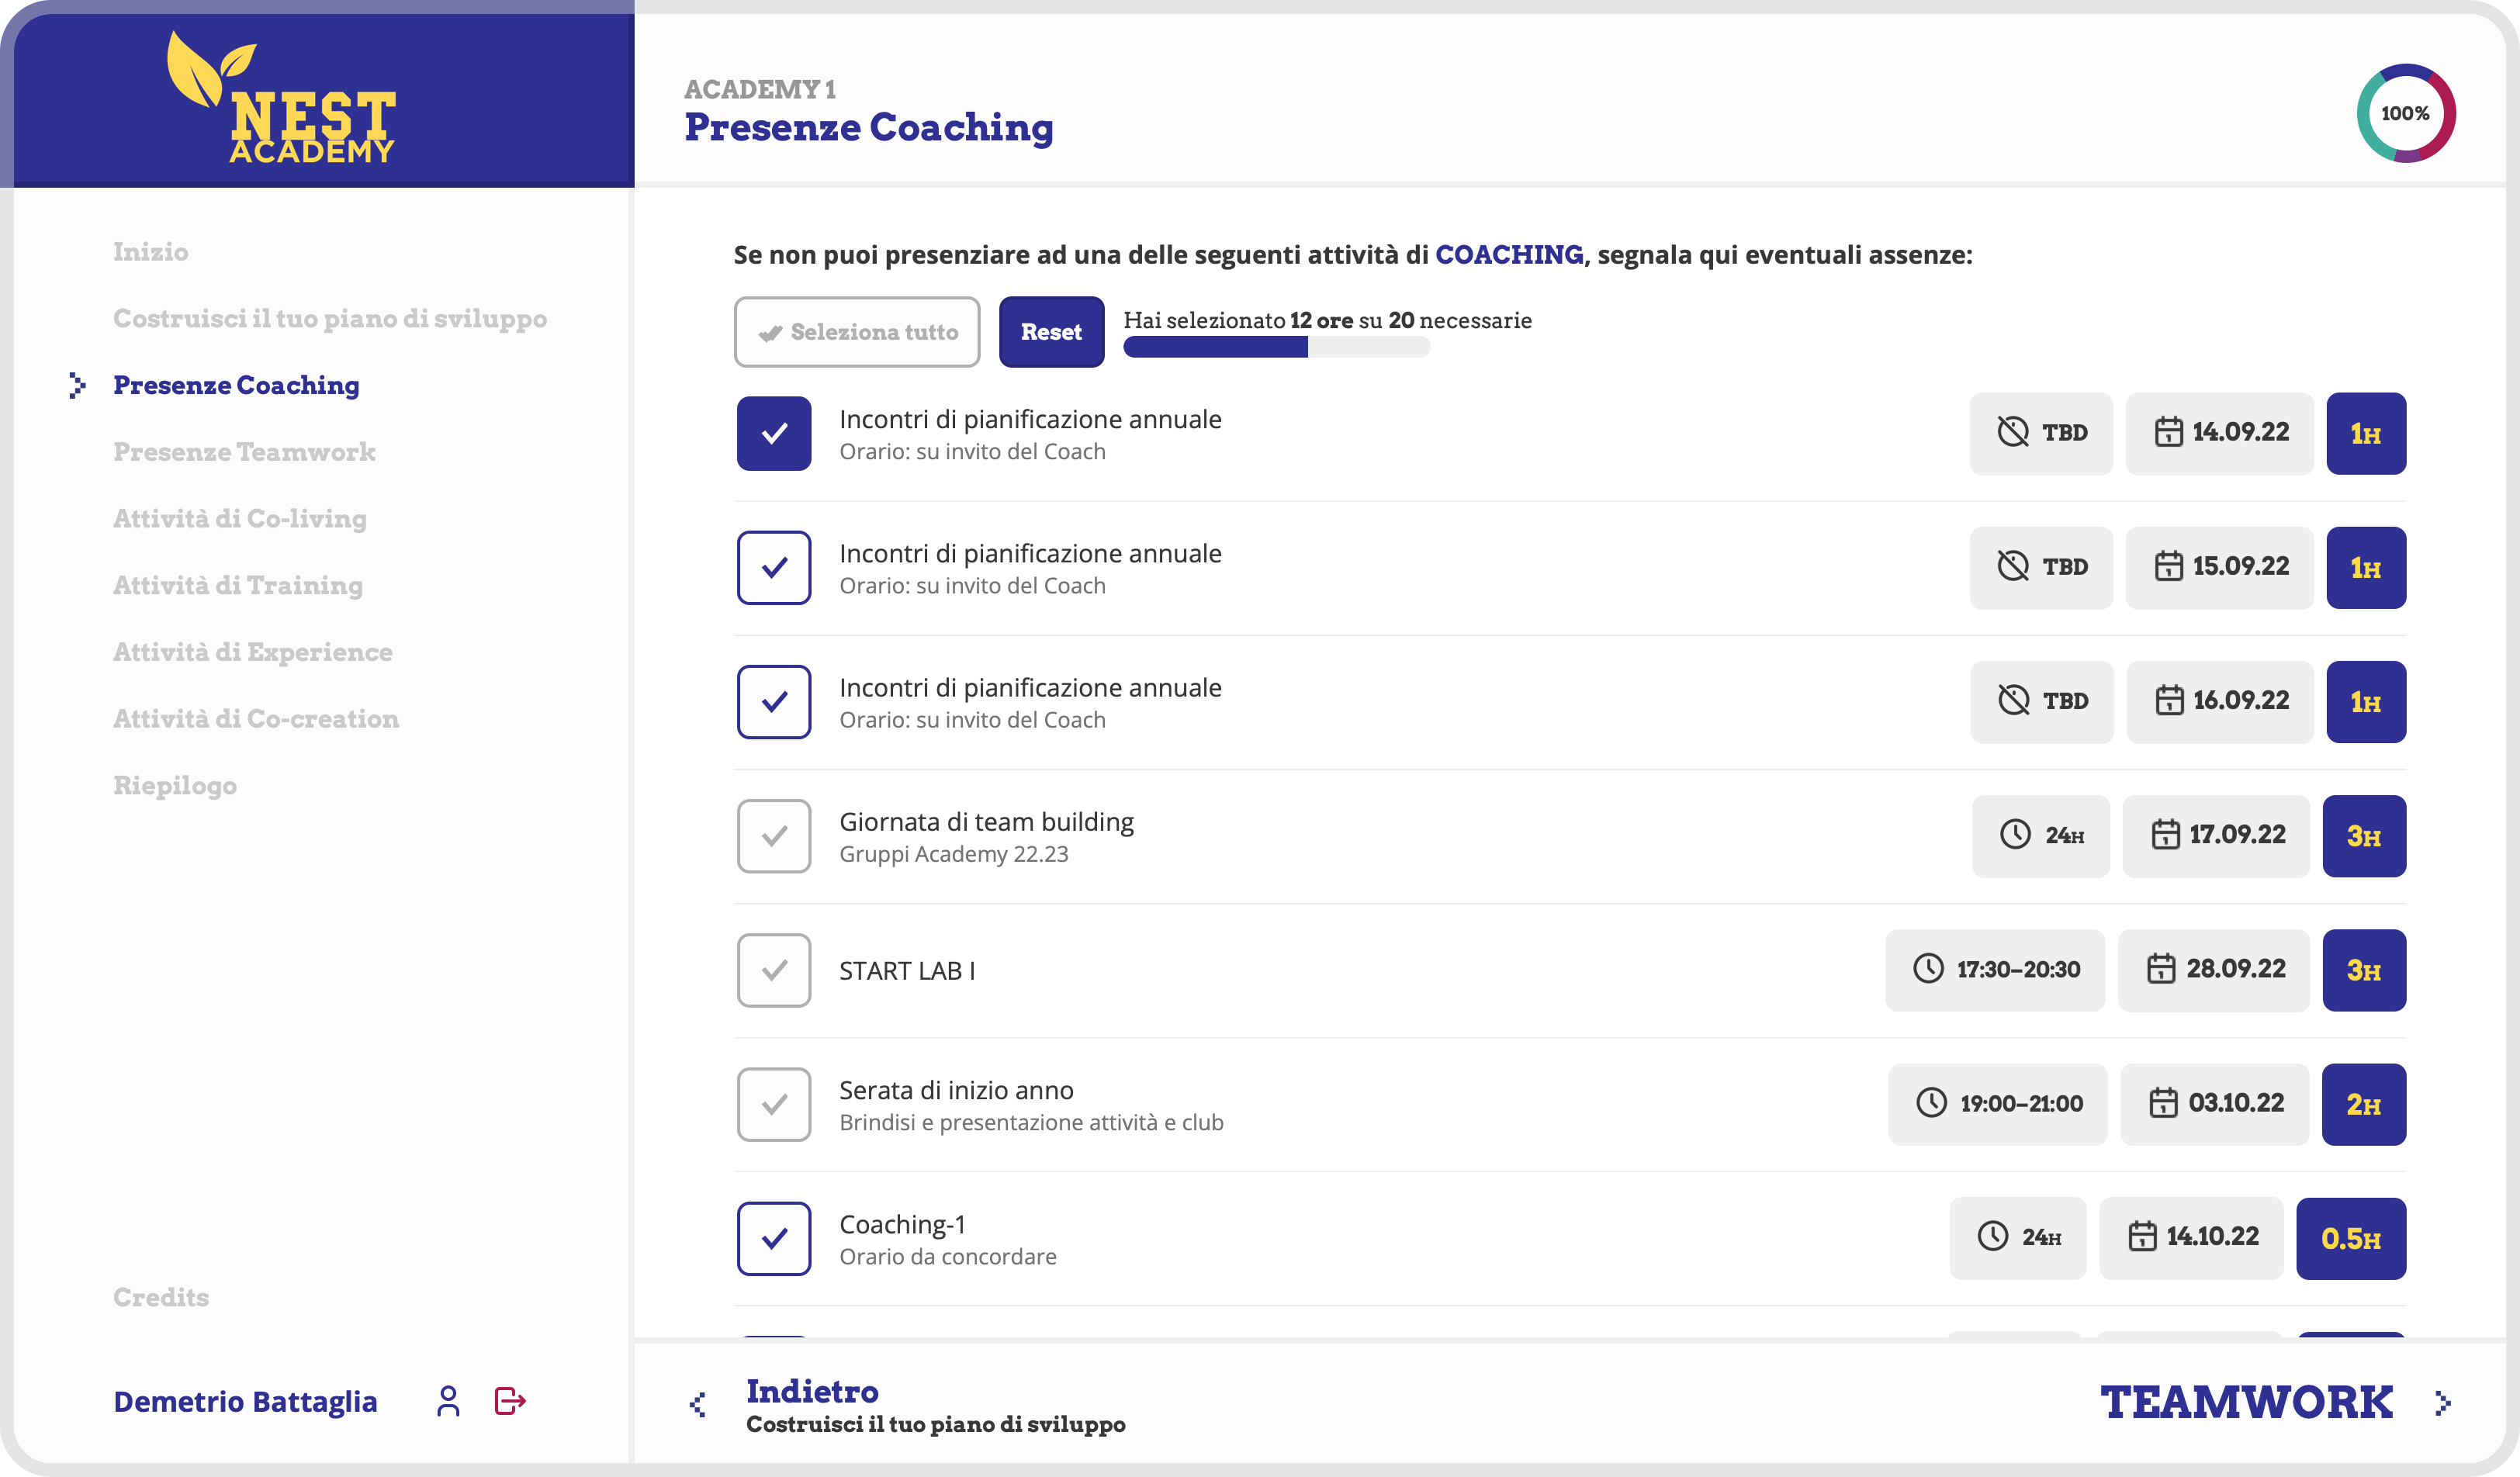 NEST
ACADEMY
ACADEMY 1
Presenze Coaching
100%
Inizio
Costruisci il tuo piano di sviluppo
Presenze Coaching
Presenze Teamwork
Attività di Co-living
Attività di Training
Attività di Experience
Attività di Co-creation
Riepilogo
Credits
Demetrio Battaglia
Se non puoi presenziare ad una delle seguenti attività di COACHING, segnala qui eventuali assenze:
Seleziona tutto
Reset
Hai selezionato 12 ore su 20 necessarie
Incontri di pianificazione annuale
Orario: su invito del Coach
TBD
14.09.22
1H
Incontri di pianificazione annuale
Orario: su invito del Coach
TBD
15.09.22
1H
Incontri di pianificazione annuale
Orario: su invito del Coach
TBD
16.09.22
1H
Giornata di team building
Gruppi Academy 22.23
24H
17.09.22
3H
START LAB I
17:30–20:30
28.09.22
3H
Serata di inizio anno
Brindisi e presentazione attività e club
19:00–21:00
03.10.22
2H
Coaching-1
Orario da concordare
24H
14.10.22
0.5H
Indietro
Costruisci il tuo piano di sviluppo
TEAMWORK